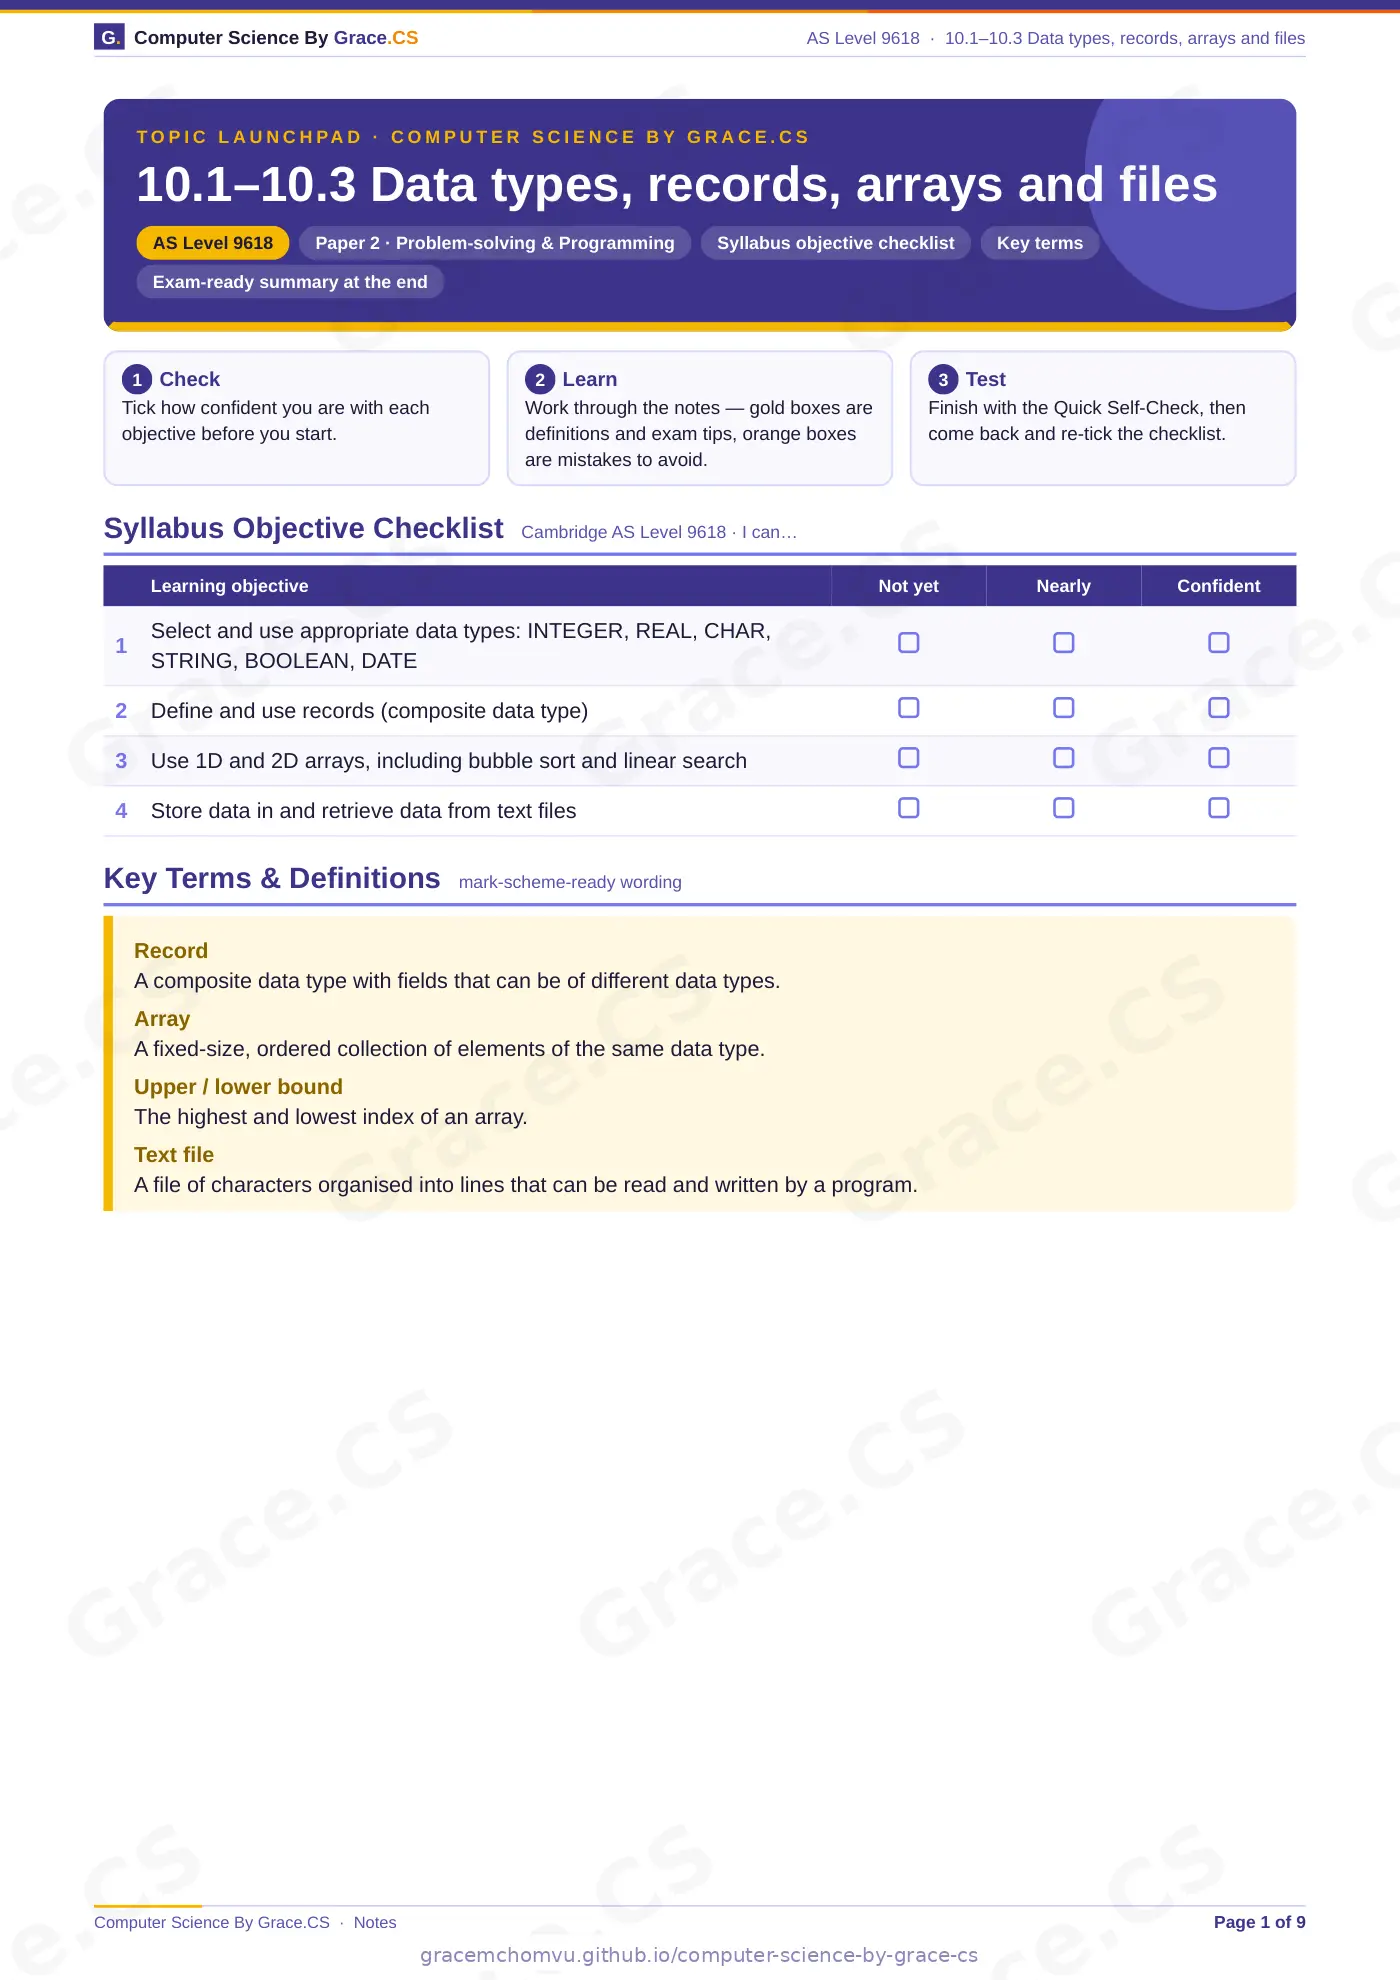 G. Computer Science By Grace.CS
AS Level 9618 · 10.1–10.3 Data types, records, arrays and files
TOPIC LAUNCHPAD · COMPUTER SCIENCE BY GRACE.CS
10.1–10.3 Data types, records, arrays and files
AS Level 9618
Paper 2 · Problem-solving & Programming
Syllabus objective checklist
Key terms
Exam-ready summary at the end
1 Check
Tick how confident you are with each
objective before you start.
2 Learn
Work through the notes — gold boxes are
definitions and exam tips, orange boxes
are mistakes to avoid.
3 Test
Finish with the Quick Self-Check, then
come back and re-tick the checklist.
Syllabus Objective Checklist Cambridge AS Level 9618 · I can…
Learning objective Not yet Nearly Confident
1 Select and use appropriate data types: INTEGER, REAL, CHAR,
STRING, BOOLEAN, DATE
2 Define and use records (composite data type)
3 Use 1D and 2D arrays, including bubble sort and linear search
4 Store data in and retrieve data from text files
Key Terms & Definitions mark-scheme-ready wording
Record
A composite data type with fields that can be of different data types.
Array
A fixed-size, ordered collection of elements of the same data type.
Upper / lower bound
The highest and lowest index of an array.
Text file
A file of characters organised into lines that can be read and written by a program.
Computer Science By Grace.CS · Notes
Page 1 of 9
gracemchomvu.github.io/computer-science-by-grace-cs